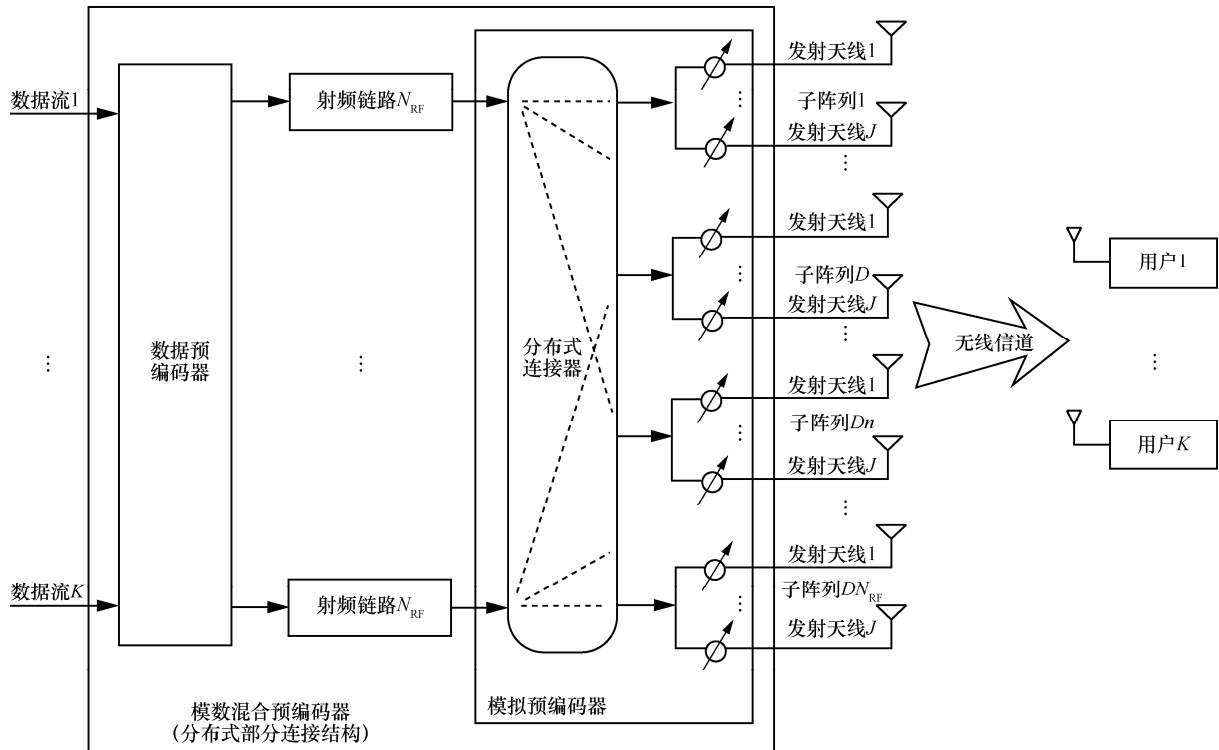 数据流1
数据预
编码器
射频链路N_RF
发射天线1
子阵列1
发射天线J
发射天线1
子阵列D
发射天线J
分布式
连接器
发射天线1
子阵列Dn
发射天线J
无线信道
用户1
用户K
数据流K
射频链路N_RF
发射天线1
子阵列DN_RF
发射天线J
模拟预编码器
模数混合预编码器
(分布式部分连接结构)